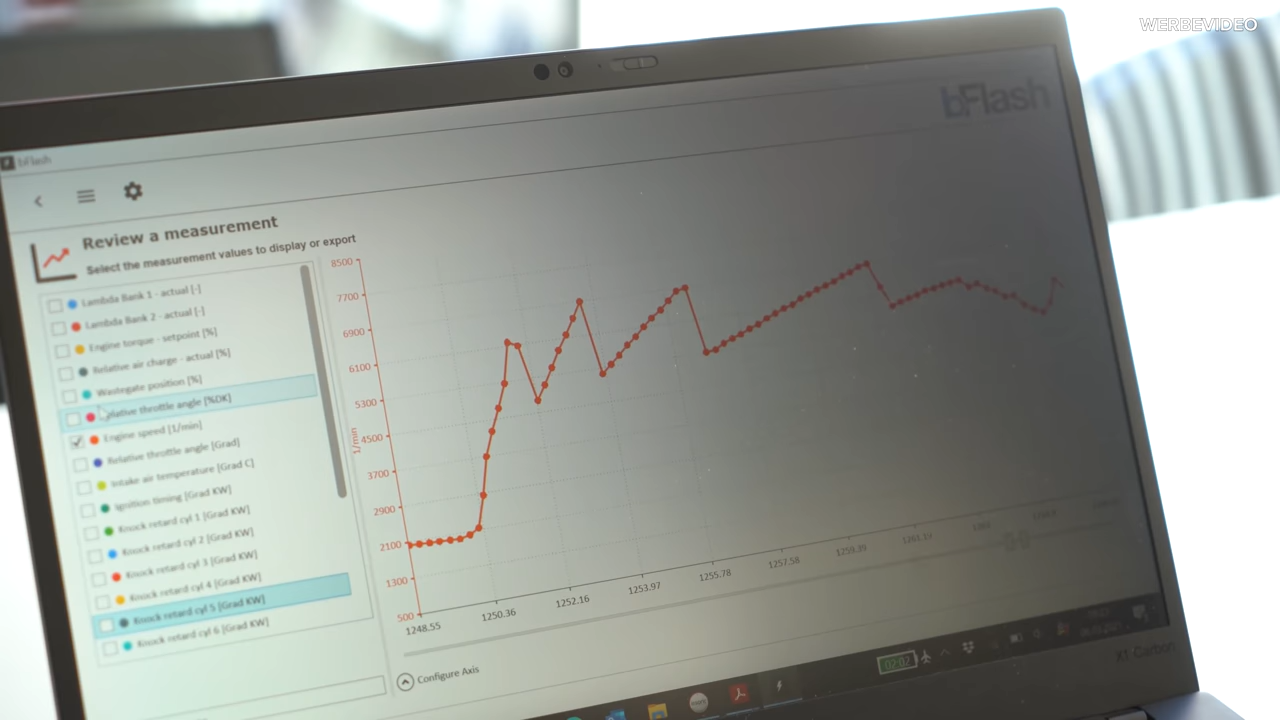 WERBEVIDEO
bFlash
bFlash
Review a measurement
Select the measurement values to display or export
Lambda Bank 1 - actual [-]
Lambda Bank 2 - actual [-]
Engine torque - setpoint [%]
Relative air charge - actual [%]
Wastegate position [%]
Relative throttle angle [%DK]
Engine speed [1/min]
Relative throttle angle [Grad]
Intake air temperature [Grad C]
Ignition timing [Grad KW]
Knock retard cyl 1 [Grad KW]
Knock retard cyl 2 [Grad KW]
Knock retard cyl 3 [Grad KW]
Knock retard cyl 4 [Grad KW]
Knock retard cyl 5 [Grad KW]
Knock retard cyl 6 [Grad KW]
8500
7700
6900
6100
5300
4500
3700
2900
2100
1300
500
1/min
1248.55
1250.36
1252.16
1253.97
1255.78
1257.58
1259.39
1261.19
Configure Axis
02:02
X1 Carbon